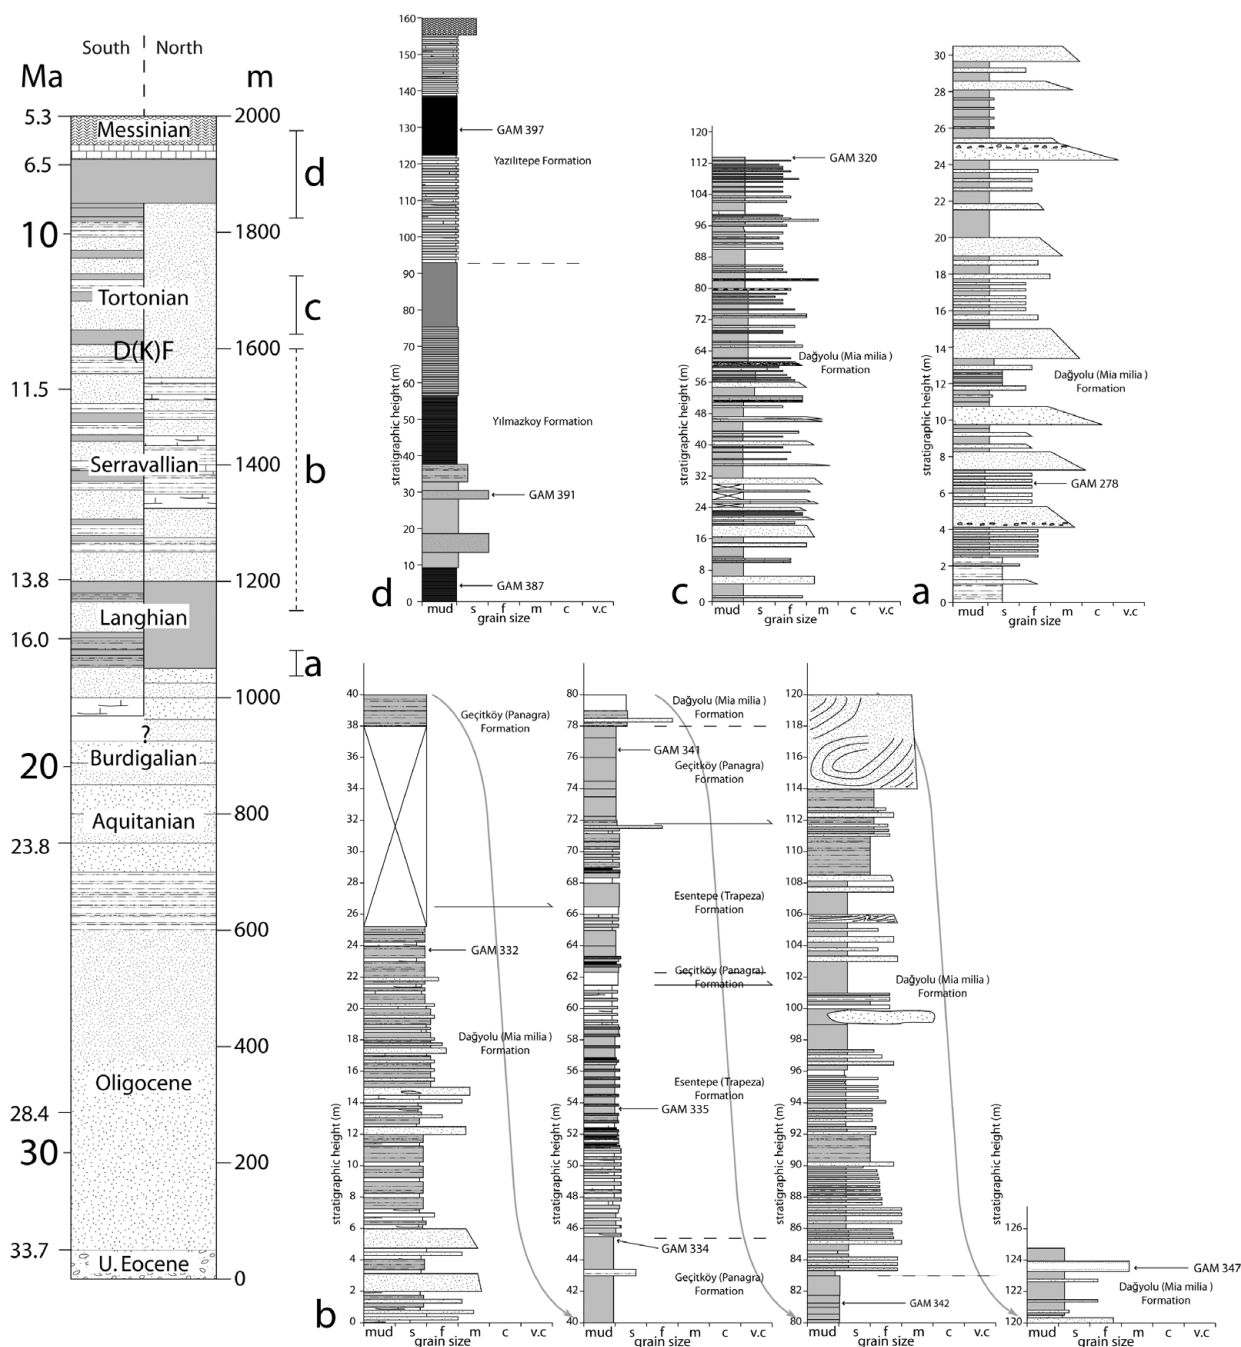 South North
Ma m
5.3
6.5
10
11.5
13.8
16.0
20
23.8
28.4
30
33.7
Messinian
Tortonian
D(K)F
Serravallian
Langhian
?
Burdigalian
Aquitanian
Oligocene
U. Eocene
2000
1800
1600
1400
1200
1000
800
600
400
200
0
d
c
b
a
160
150
140
130
120
110
100
90
80
70
60
50
40
30
20
10
0
stratigraphic height (m)
GAM 397
Yazılıtepe Formation
Yılmazkoy Formation
GAM 391
GAM 387
d
mud s f m c v.c
grain size
120
112
104
96
88
80
72
64
56
48
40
32
24
16
8
0
stratigraphic height (m)
GAM 320
Dağyolu (Mia milia )
Formation
c
mud s f m c v.c
grain size
30
28
26
24
22
20
18
16
14
12
10
8
6
4
2
0
stratigraphic height (m)
Dağyolu (Mia milia )
Formation
GAM 278
a
mud s f m c v.c
grain size
40
38
36
34
32
30
28
26
24
22
20
18
16
14
12
10
8
6
4
2
0
stratigraphic height (m)
Geçitköy (Panagra)
Formation
GAM 332
Dağyolu (Mia milia )
Formation
b
mud s f m c v.c
grain size
80
78
76
74
72
70
68
66
64
62
60
58
56
54
52
50
48
46
44
42
40
stratigraphic height (m)
Dağyolu (Mia milia )
Formation
GAM 341
Geçitköy (Panagra)
Formation
Esentepe (Trapeza)
Formation
Geçitköy (Panagra)
Formation
Esentepe (Trapeza)
Formation
GAM 335
GAM 334
Geçitköy (Panagra)
Formation
mud s f m c v.c
grain size
120
118
116
114
112
110
108
106
104
102
100
98
96
94
92
90
88
86
84
82
80
stratigraphic height (m)
Dağyolu (Mia milia )
Formation
GAM 342
mud s f m c v.c
grain size
126
124
122
120
stratigraphic height (m)
GAM 347
Dağyolu (Mia milia )
Formation
mud s f m c v.c
grain size